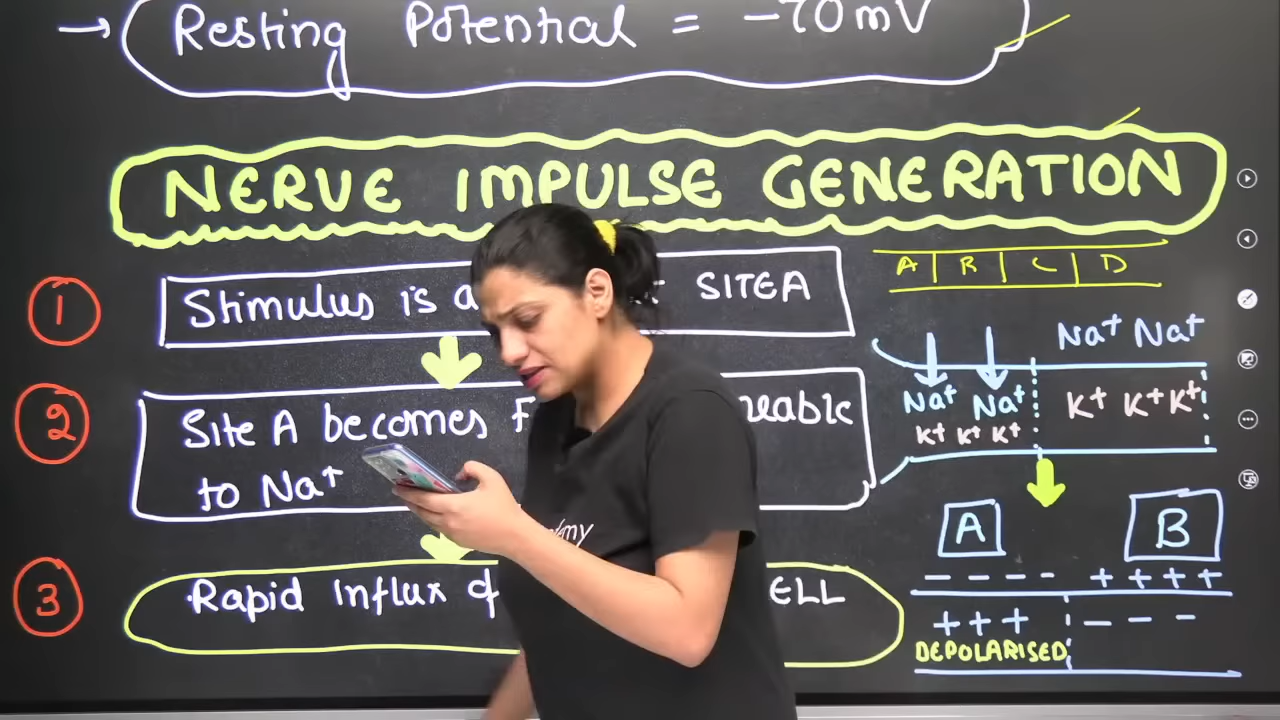 → Resting Potential = -70mV
NERVE IMPULSE GENERATION
1 Stimulus is SITEA
A | B | C | D
Na+ Na+
2 Site A becomes
to Na+
Na+ Na+
K+ K+ K+
K+ K+ K+
A B
- - - - + + + +
3 Rapid Influx of ELL
+ + + - - -
DEPOLARISED